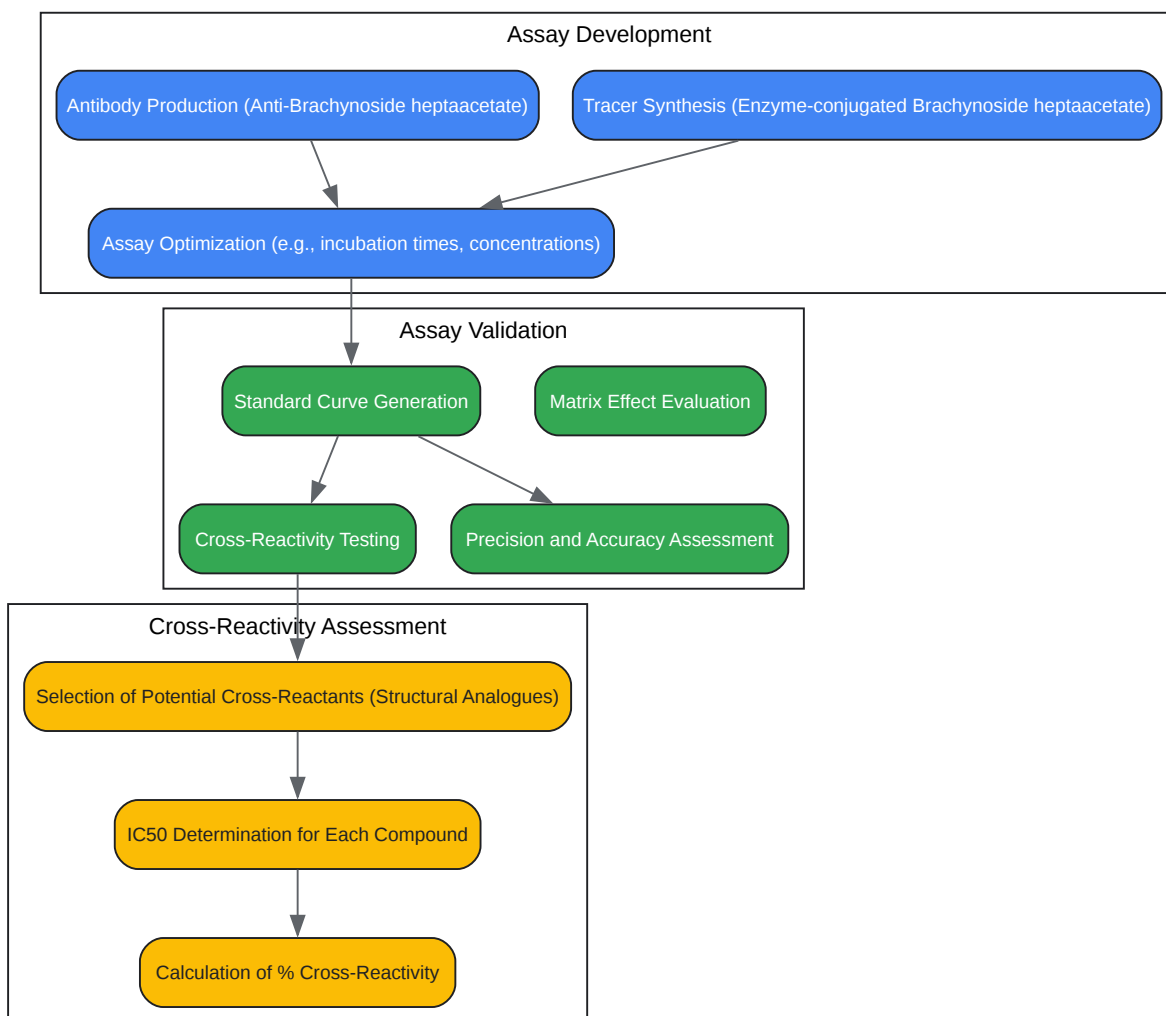 Assay Development
Antibody Production (Anti-Brachynoside heptaacetate)
Tracer Synthesis (Enzyme-conjugated Brachynoside heptaacetate)
Assay Optimization (e.g., incubation times, concentrations)
Assay Validation
Standard Curve Generation
Matrix Effect Evaluation
Cross-Reactivity Testing
Precision and Accuracy Assessment
Cross-Reactivity Assessment
Selection of Potential Cross-Reactants (Structural Analogues)
IC50 Determination for Each Compound
Calculation of % Cross-Reactivity